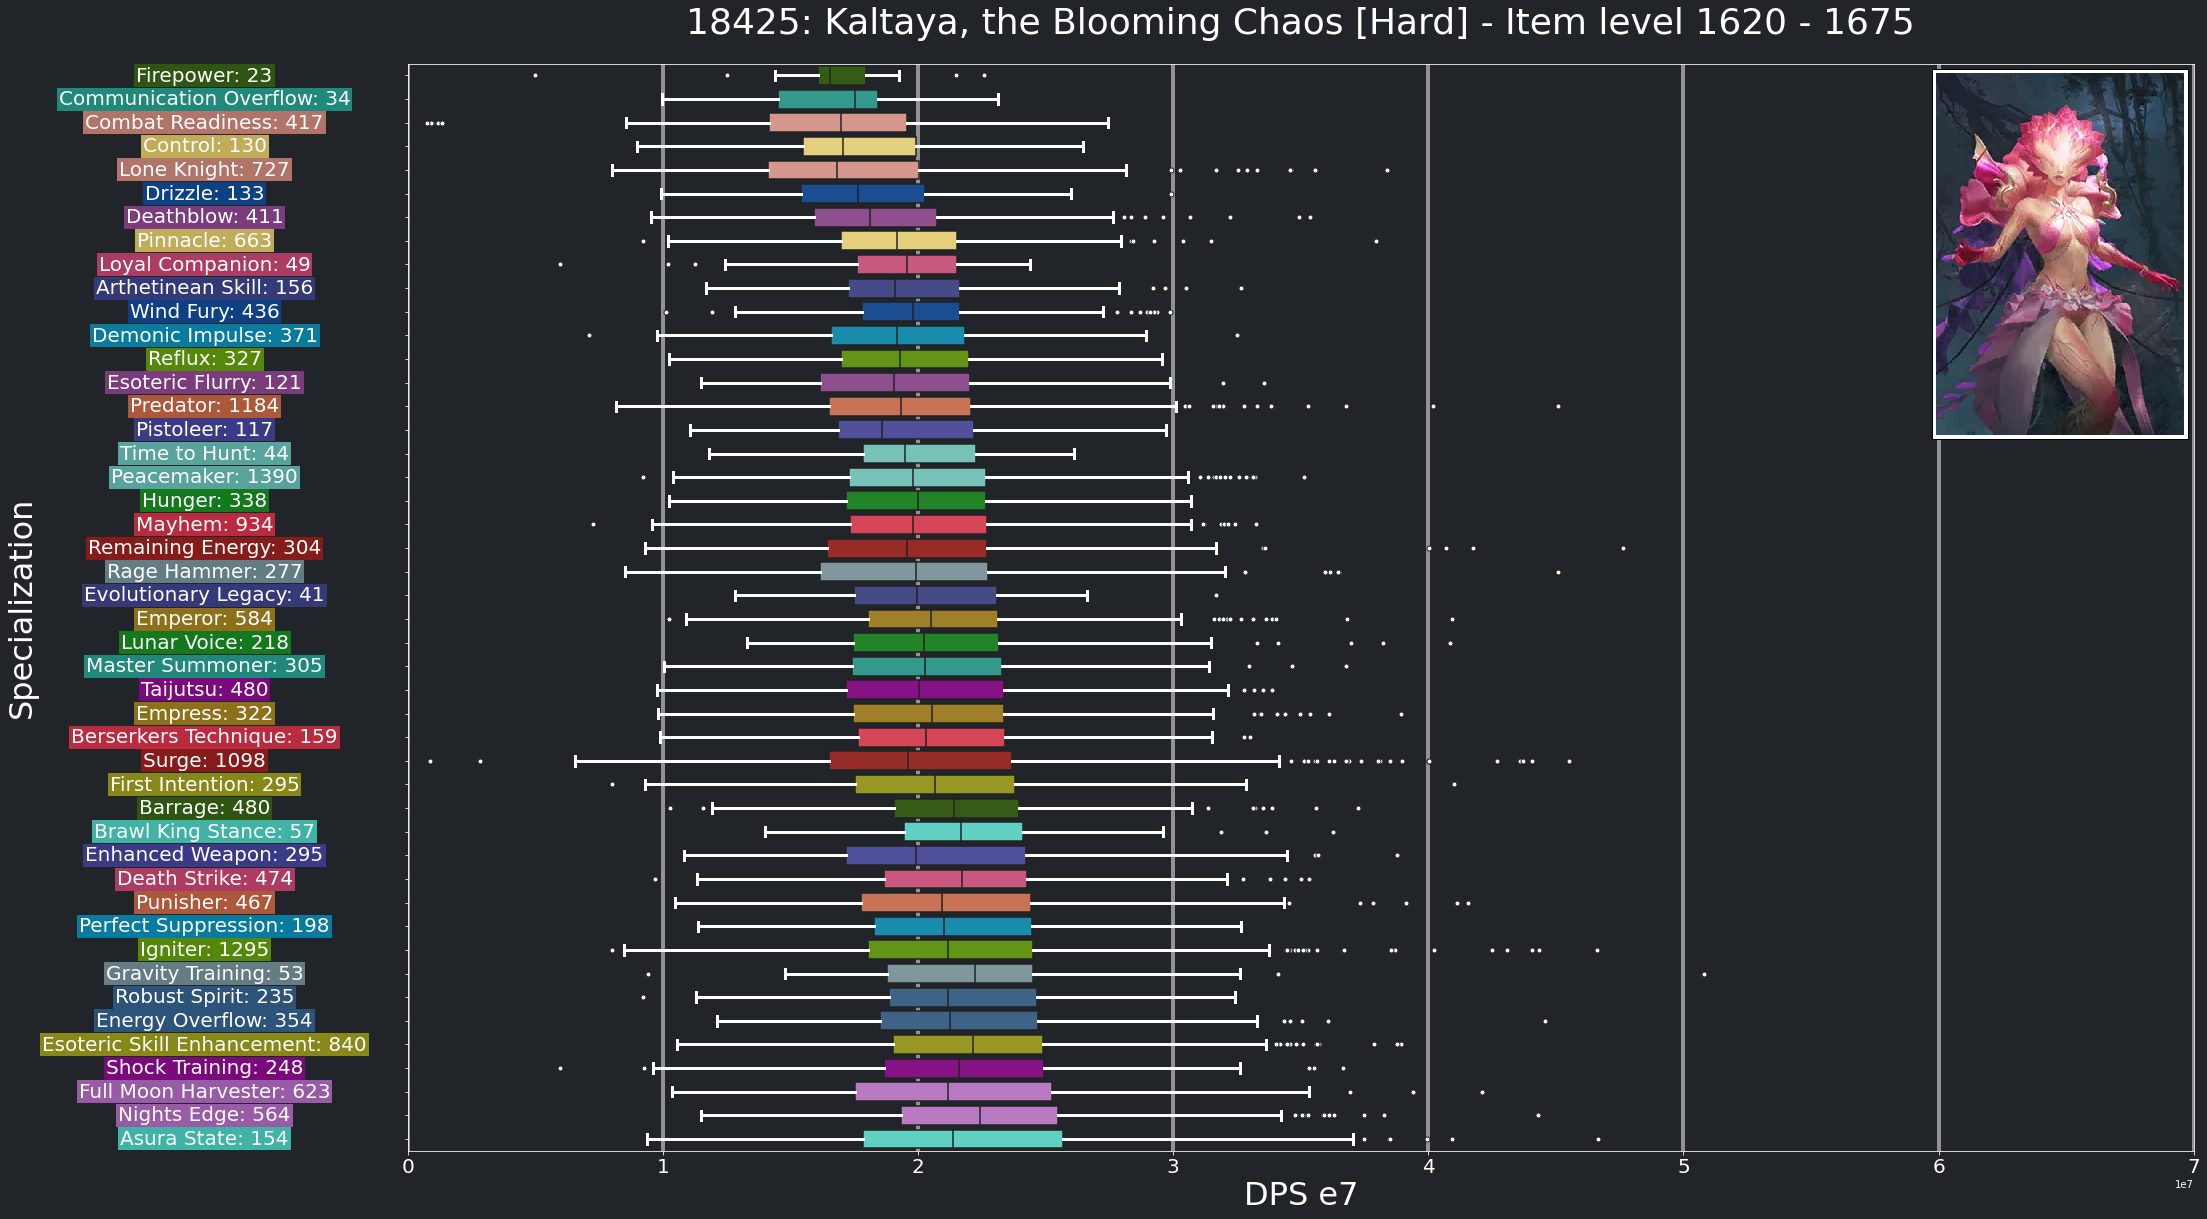 18425: Kaltaya, the Blooming Chaos [Hard] - Item level 1620 - 1675
Specialization
Firepower: 23
Communication Overflow: 34
Combat Readiness: 417
Control: 130
Lone Knight: 727
Drizzle: 133
Deathblow: 411
Pinnacle: 663
Loyal Companion: 49
Arthetinean Skill: 156
Wind Fury: 436
Demonic Impulse: 371
Reflux: 327
Esoteric Flurry: 121
Predator: 1184
Pistoleer: 117
Time to Hunt: 44
Peacemaker: 1390
Hunger: 338
Mayhem: 934
Remaining Energy: 304
Rage Hammer: 277
Evolutionary Legacy: 41
Emperor: 584
Lunar Voice: 218
Master Summoner: 305
Taijutsu: 480
Empress: 322
Berserkers Technique: 159
Surge: 1098
First Intention: 295
Barrage: 480
Brawl King Stance: 57
Enhanced Weapon: 295
Death Strike: 474
Punisher: 467
Perfect Suppression: 198
Igniter: 1295
Gravity Training: 53
Robust Spirit: 235
Energy Overflow: 354
Esoteric Skill Enhancement: 840
Shock Training: 248
Full Moon Harvester: 623
Nights Edge: 564
Asura State: 154
0 1 2 3 4 5 6 7
1e7
DPS e7